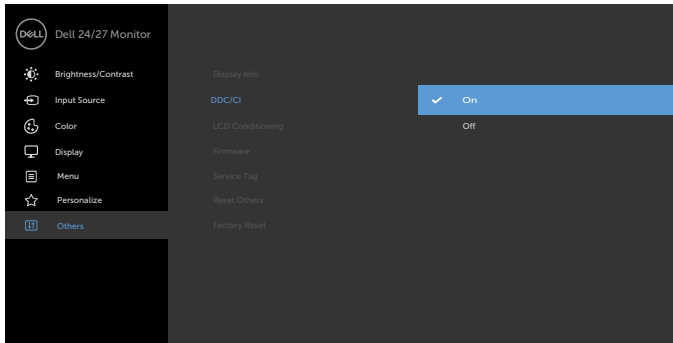 DELL
Dell 24/27 Monitor
Brightness/Contrast
Input Source
Color
Display
Menu
Personalize
Others
Display Info
DDC/CI
LCD Conditioning
Firmware
Service Tag
Reset Others
Factory Reset
On
Off